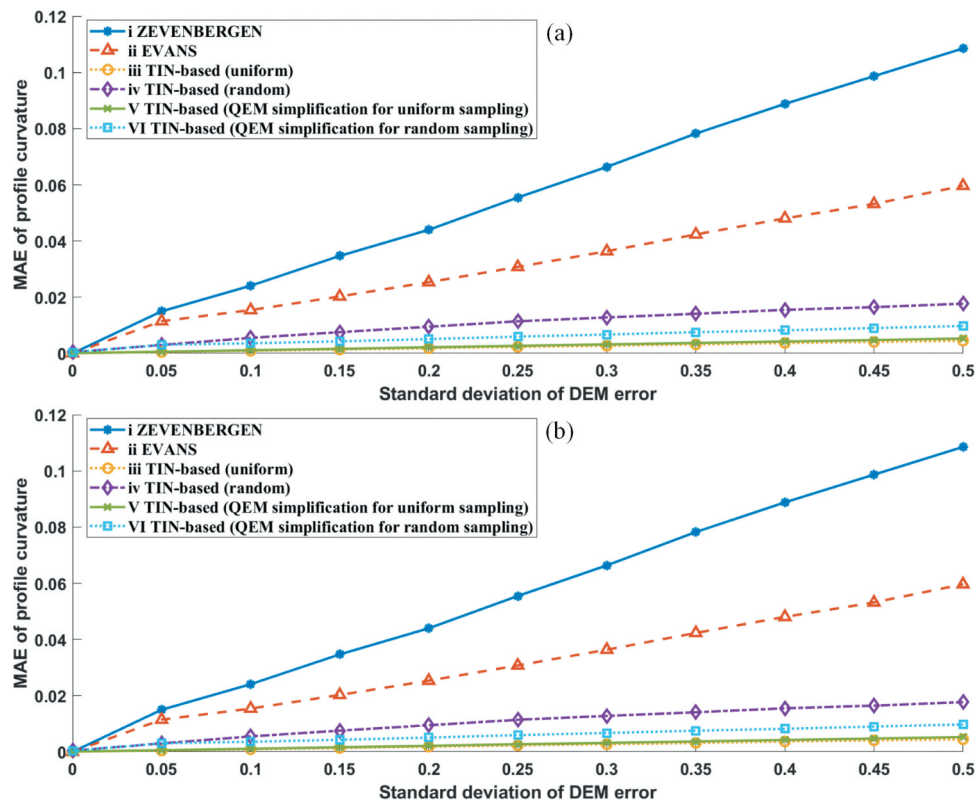 0.12
(a)
i ZEVENBERGEN
ii EVANS
iii TIN-based (uniform)
iv TIN-based (random)
V TIN-based (QEM simplification for uniform sampling)
VI TIN-based (QEM simplification for random sampling)
0.1
0.08
0.06
0.04
0.02
0
MAE of profile curvature
0 0.05 0.1 0.15 0.2 0.25 0.3 0.35 0.4 0.45 0.5
Standard deviation of DEM error
0.12
(b)
i ZEVENBERGEN
ii EVANS
iii TIN-based (uniform)
iv TIN-based (random)
V TIN-based (QEM simplification for uniform sampling)
VI TIN-based (QEM simplification for random sampling)
0.1
0.08
0.06
0.04
0.02
0
MAE of profile curvature
0 0.05 0.1 0.15 0.2 0.25 0.3 0.35 0.4 0.45 0.5
Standard deviation of DEM error